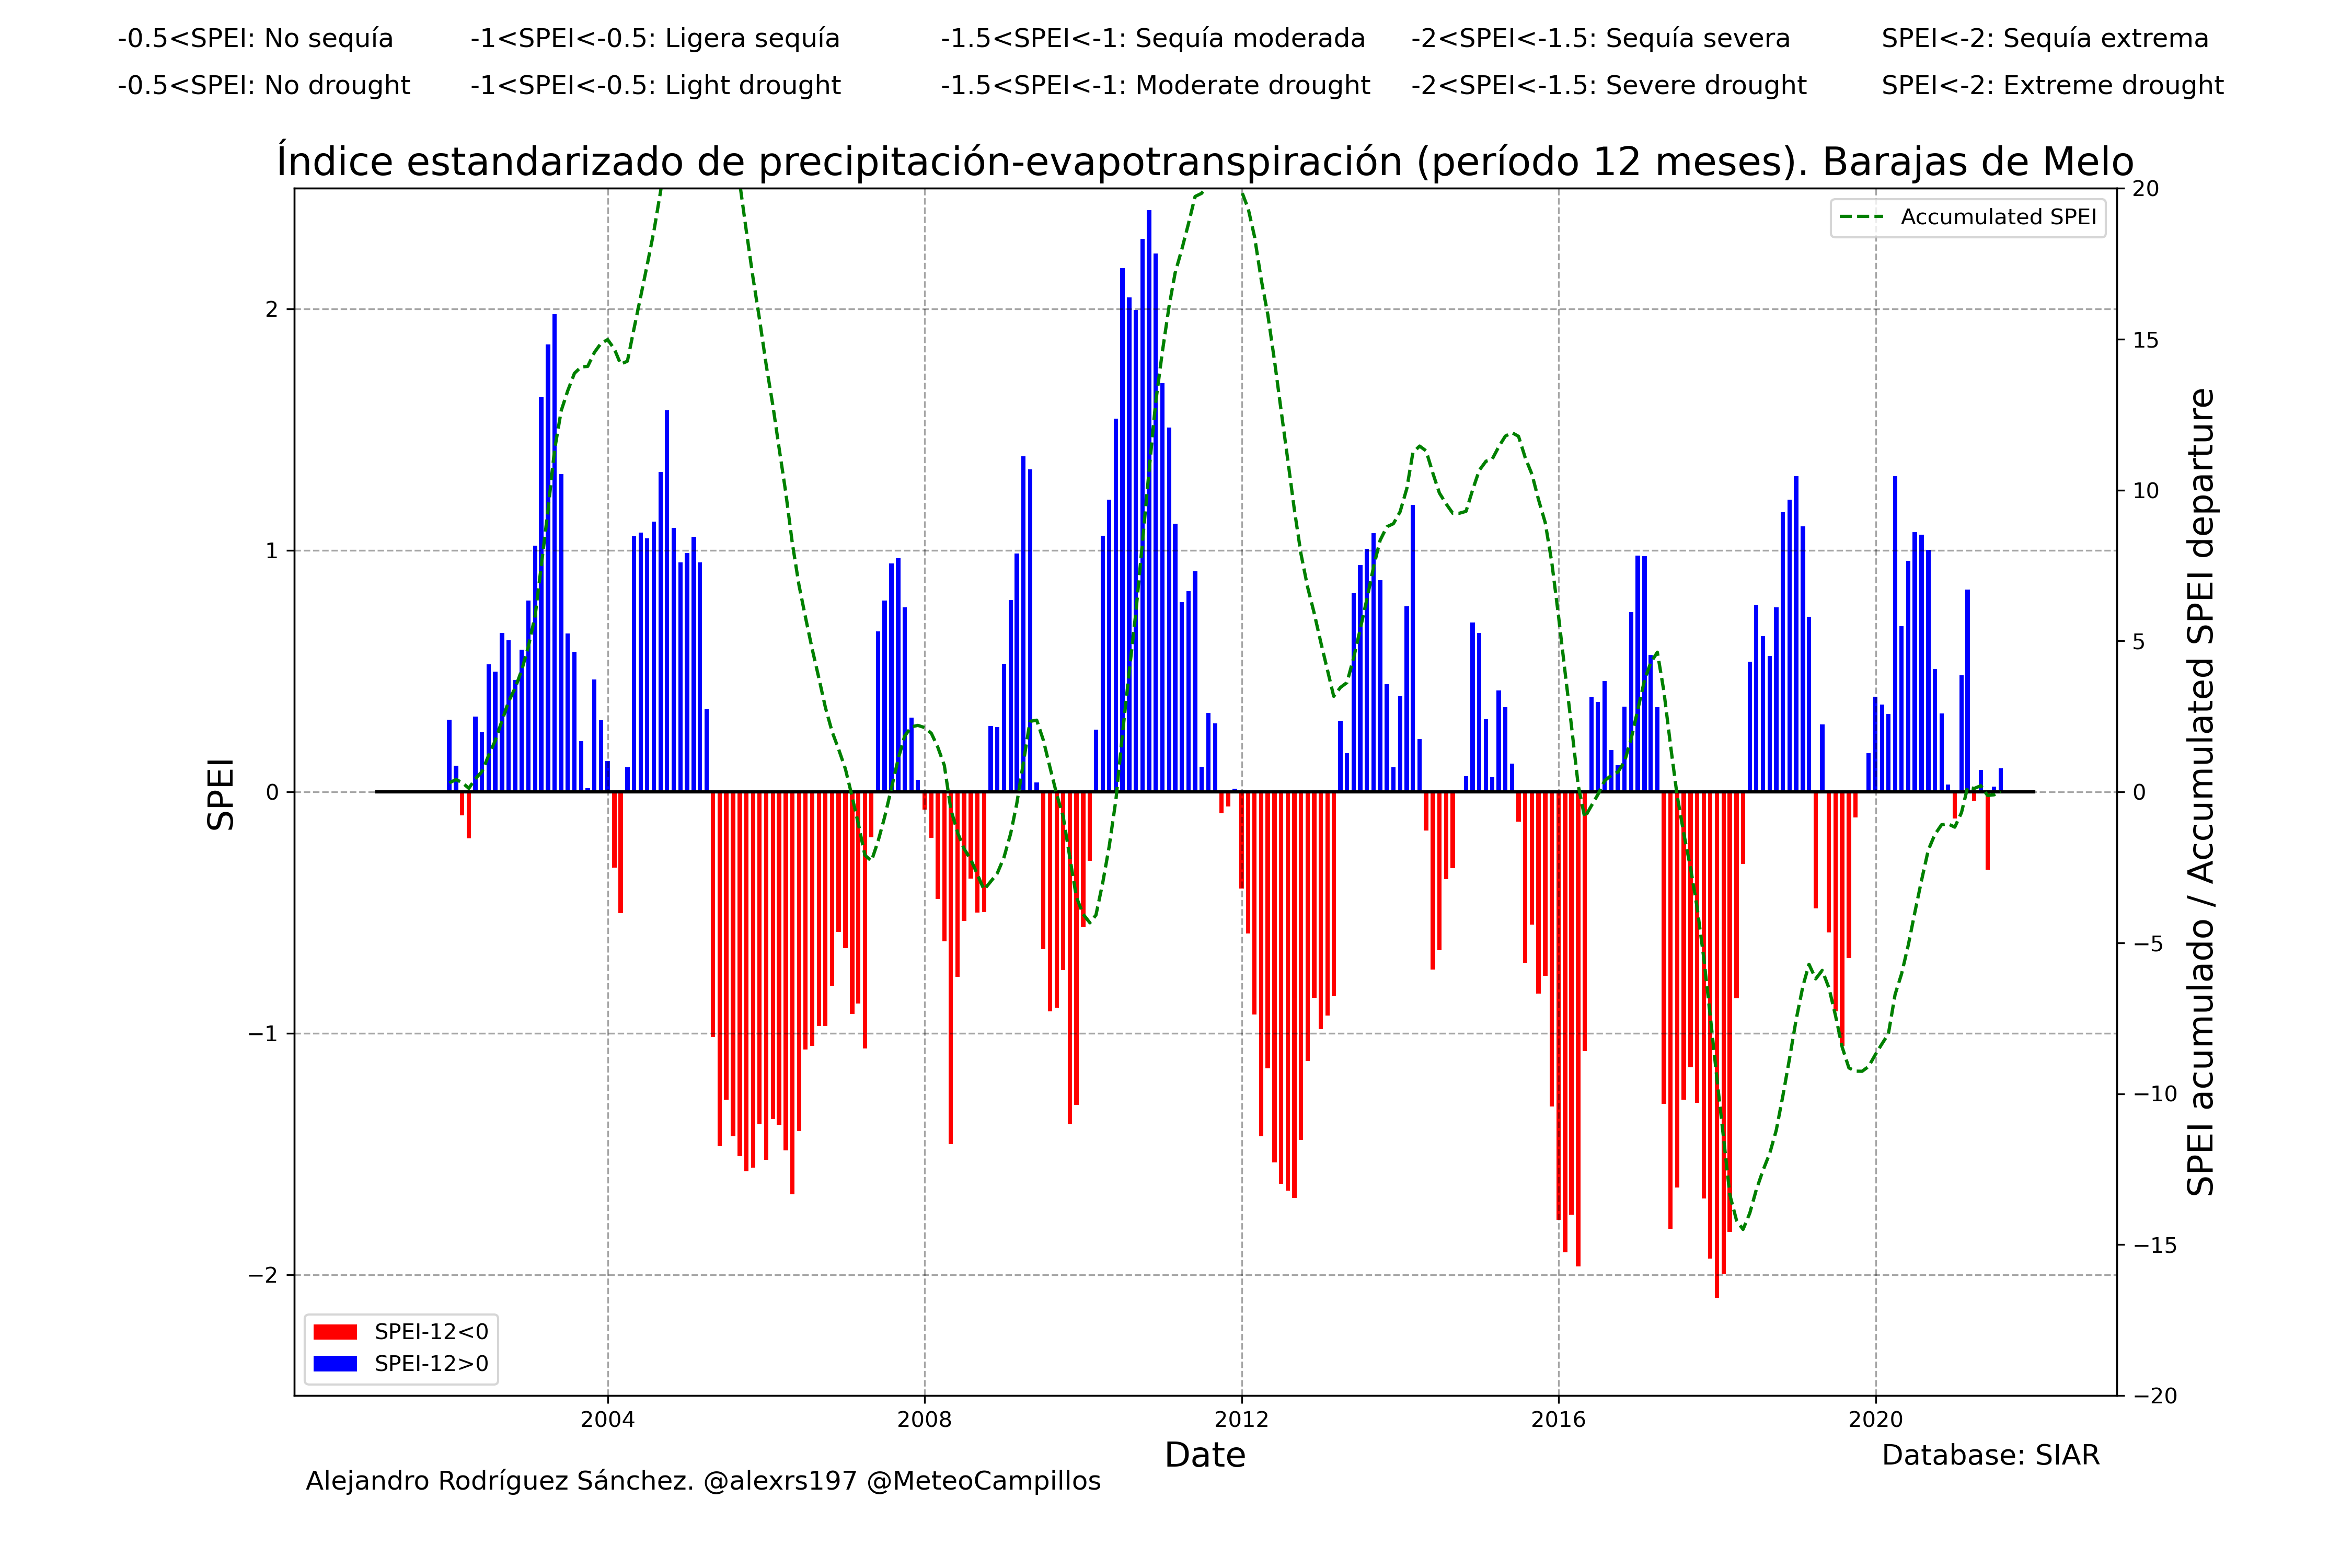 -0.5<SPEI: No sequía -1<SPEI<-0.5: Ligera sequía -1.5<SPEI<-1: Sequía moderada -2<SPEI<-1.5: Sequía severa SPEI<-2: Sequía extrema
-0.5<SPEI: No drought -1<SPEI<-0.5: Light drought -1.5<SPEI<-1: Moderate drought -2<SPEI<-1.5: Severe drought SPEI<-2: Extreme drought
Índice estandarizado de precipitación-evapotranspiración (período 12 meses). Barajas de Melo
Accumulated SPEI
SPEI
2
1
0
−1
−2
20
15
10
5
0
−5
−10
−15
−20
SPEI acumulado / Accumulated SPEI departure
SPEI-12<0
SPEI-12>0
2004 2008 2012 2016 2020
Date
Database: SIAR
Alejandro Rodríguez Sánchez. @alexrs197 @MeteoCampillos